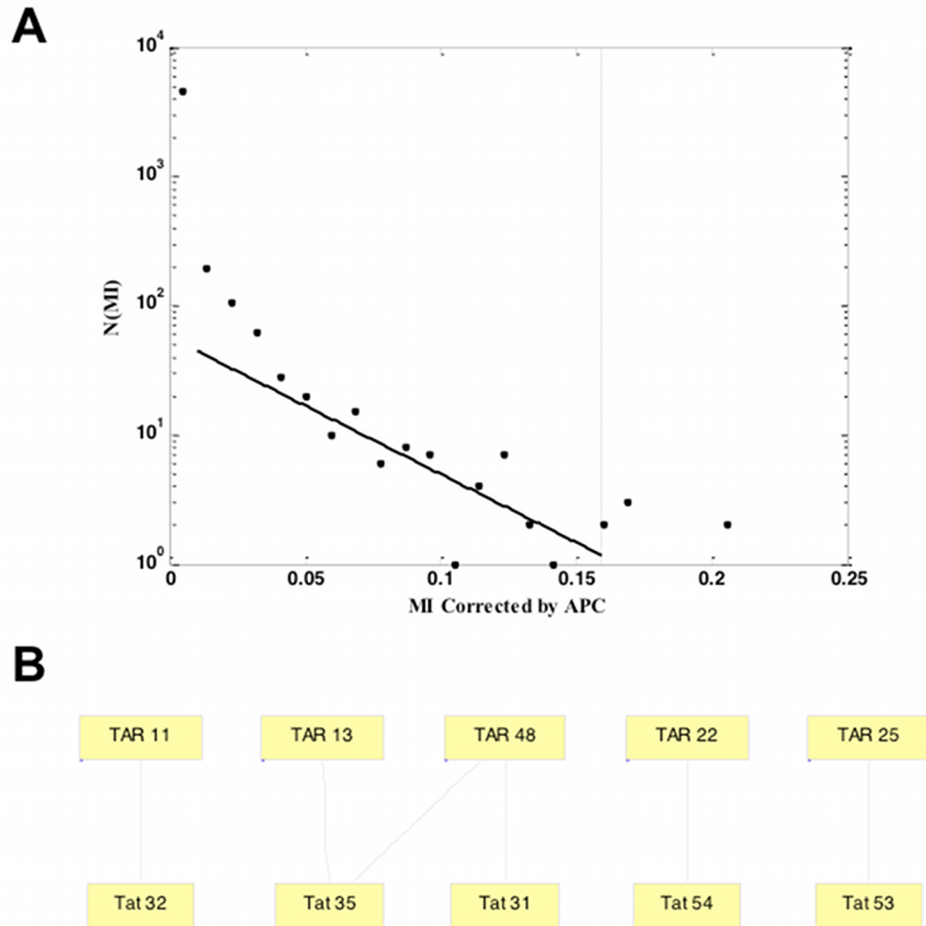 A
10^4
10^3
10^2
10^1
10^0
N(MI)
0 0.05 0.1 0.15 0.2 0.25
MI Corrected by APC
B
TAR 11 TAR 13 TAR 48 TAR 22 TAR 25
Tat 32 Tat 35 Tat 31 Tat 54 Tat 53